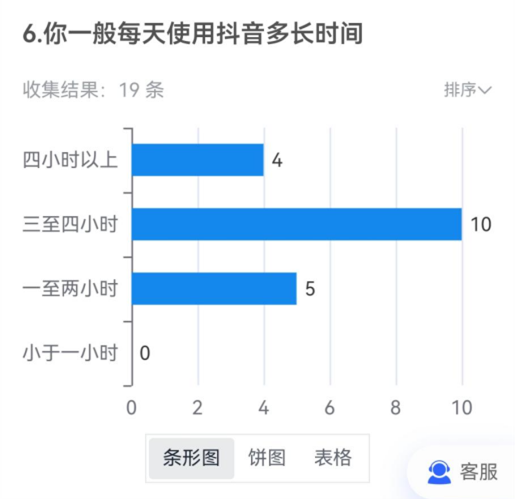 6.你一般每天使用抖音多长时间
收集结果：19 条
排序
四小时以上 4
三至四小时 10
一至两小时 5
小于一小时 0
0 2 4 6 8 10
条形图 饼图 表格
客服